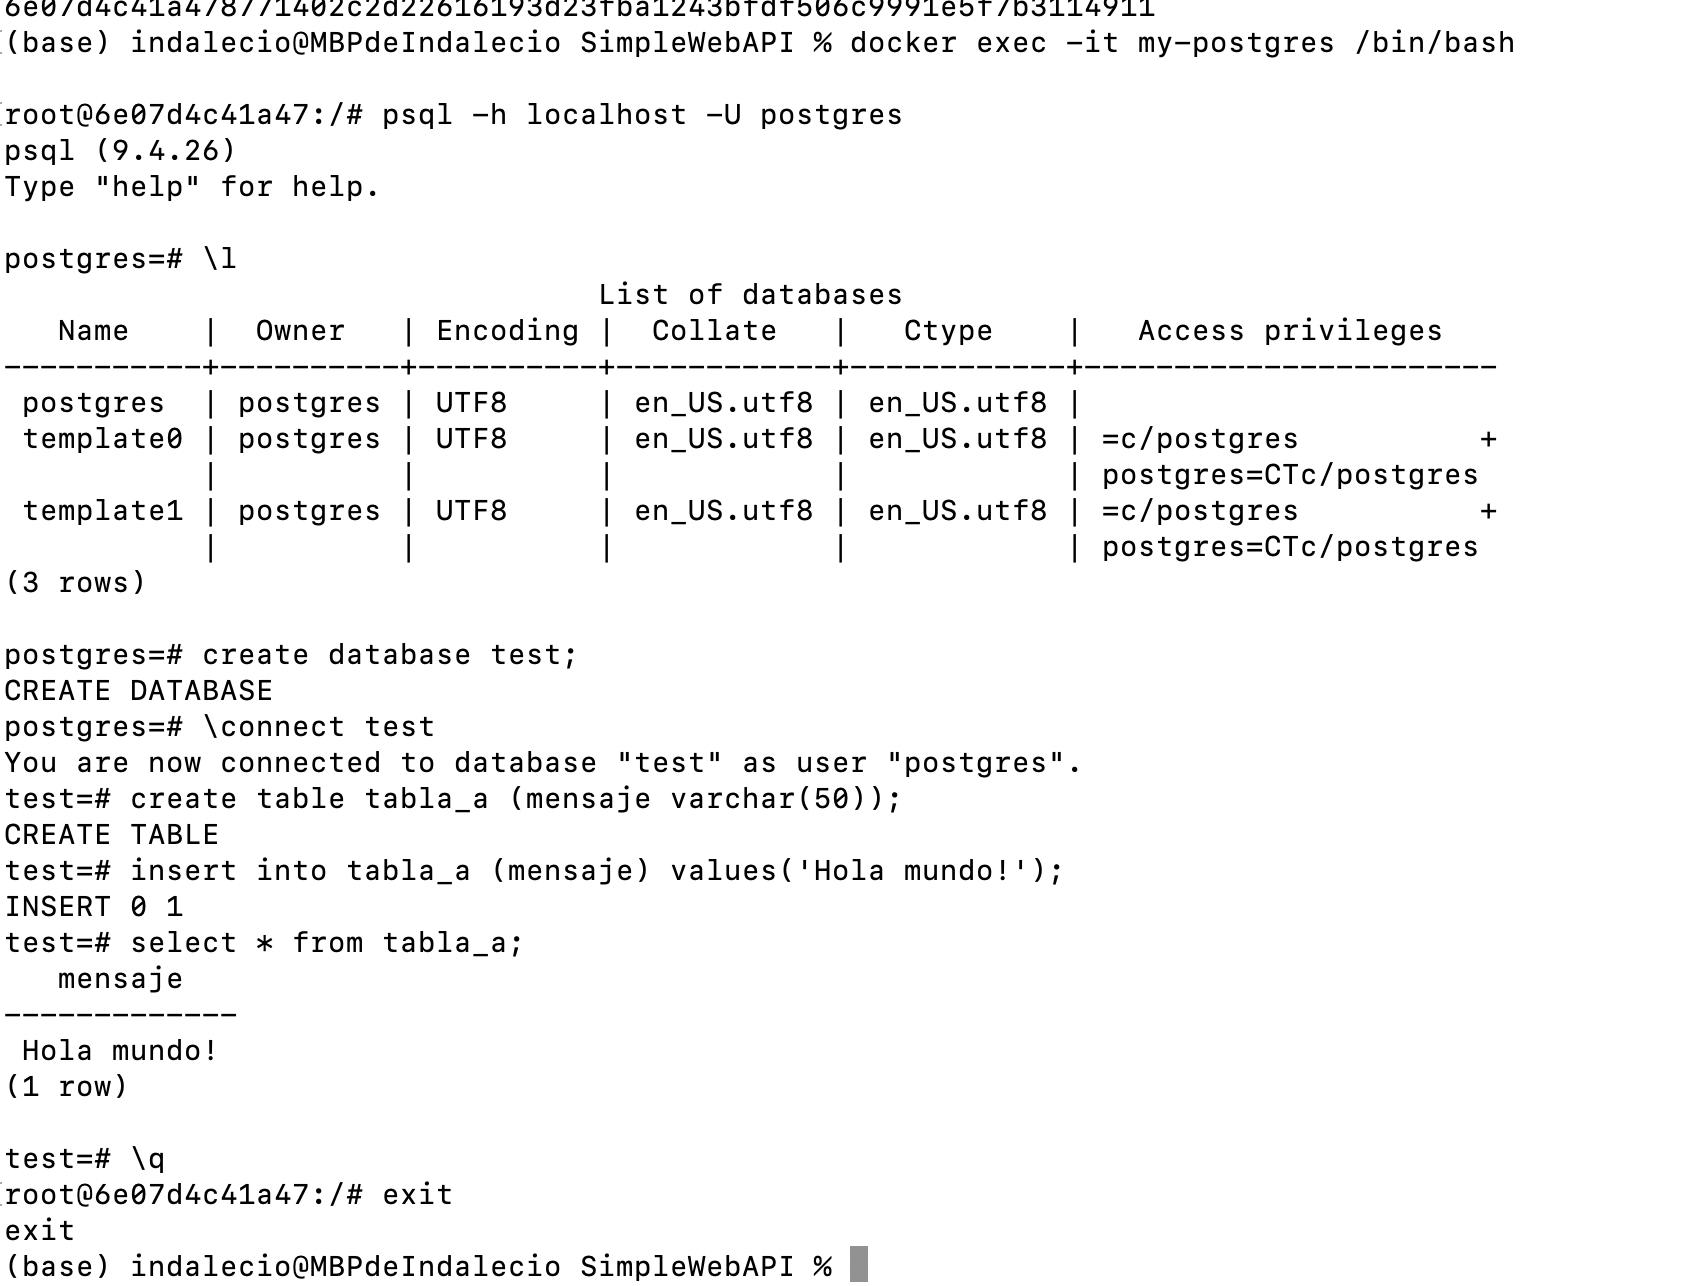 6e07d4c41a478771402c2d22616193d23fba1243bfdf506c9991e5f7b3114911
(base) indalecio@MBPdeIndalecio SimpleWebAPI % docker exec -it my-postgres /bin/bash
root@6e07d4c41a47:/# psql -h localhost -U postgres
psql (9.4.26)
Type "help" for help.
postgres=# \l
                                 List of databases
   Name    |  Owner   | Encoding |  Collate   |   Ctype    |   Access privileges
-----------+----------+----------+------------+------------+-----------------------
 postgres  | postgres | UTF8     | en_US.utf8 | en_US.utf8 |
 template0 | postgres | UTF8     | en_US.utf8 | en_US.utf8 | =c/postgres          +
           |          |          |            |            | postgres=CTc/postgres
 template1 | postgres | UTF8     | en_US.utf8 | en_US.utf8 | =c/postgres          +
           |          |          |            |            | postgres=CTc/postgres
(3 rows)
postgres=# create database test;
CREATE DATABASE
postgres=# \connect test
You are now connected to database "test" as user "postgres".
test=# create table tabla_a (mensaje varchar(50));
CREATE TABLE
test=# insert into tabla_a (mensaje) values('Hola mundo!');
INSERT 0 1
test=# select * from tabla_a;
   mensaje
-------------
 Hola mundo!
(1 row)
test=# \q
root@6e07d4c41a47:/# exit
exit
(base) indalecio@MBPdeIndalecio SimpleWebAPI %